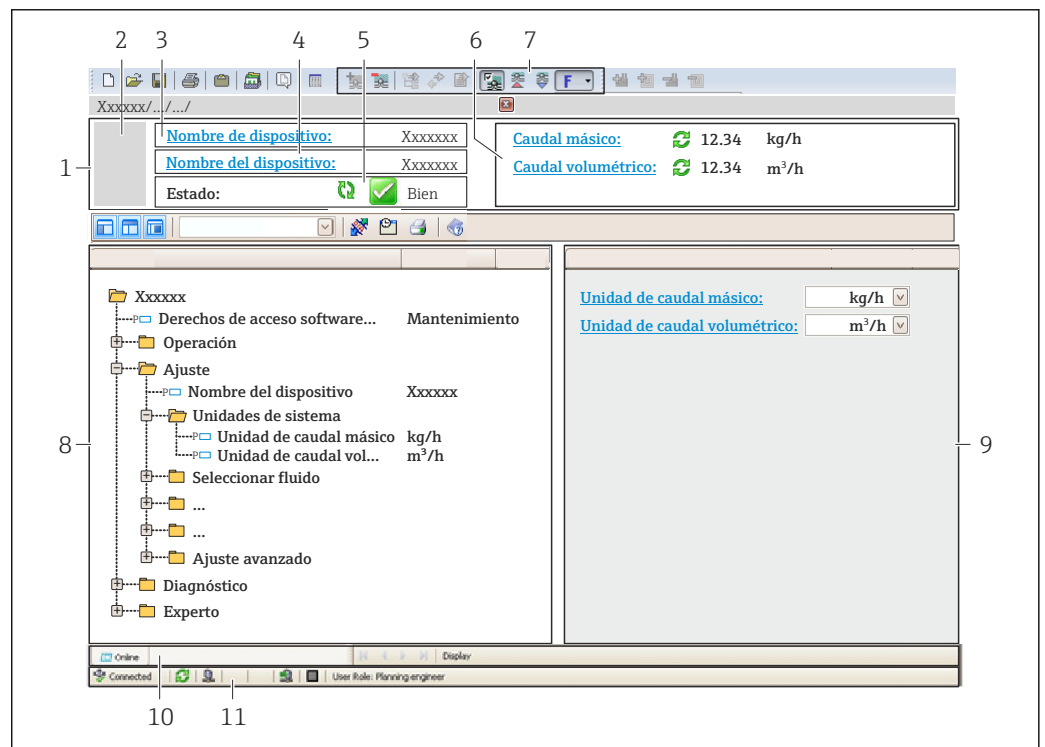 2 3 4 5 6 7
F
Xxxxxx/.../.../
1
Nombre de dispositivo: Xxxxxxx
Nombre del dispositivo: Xxxxxxx
Estado: Bien
Caudal másico: 12.34 kg/h
Caudal volumétrico: 12.34 m³/h
Xxxxxx
P Derechos de acceso software... Mantenimiento
Operación
Ajuste
P Nombre del dispositivo Xxxxxx
Unidades de sistema
P Unidad de caudal másico kg/h
P Unidad de caudal vol... m³/h
Seleccionar fluido
...
...
Ajuste avanzado
Diagnóstico
Experto
8
Unidad de caudal másico: kg/h
Unidad de caudal volumétrico: m³/h
9
Online Display
Connected User Role: Planning engineer
10 11